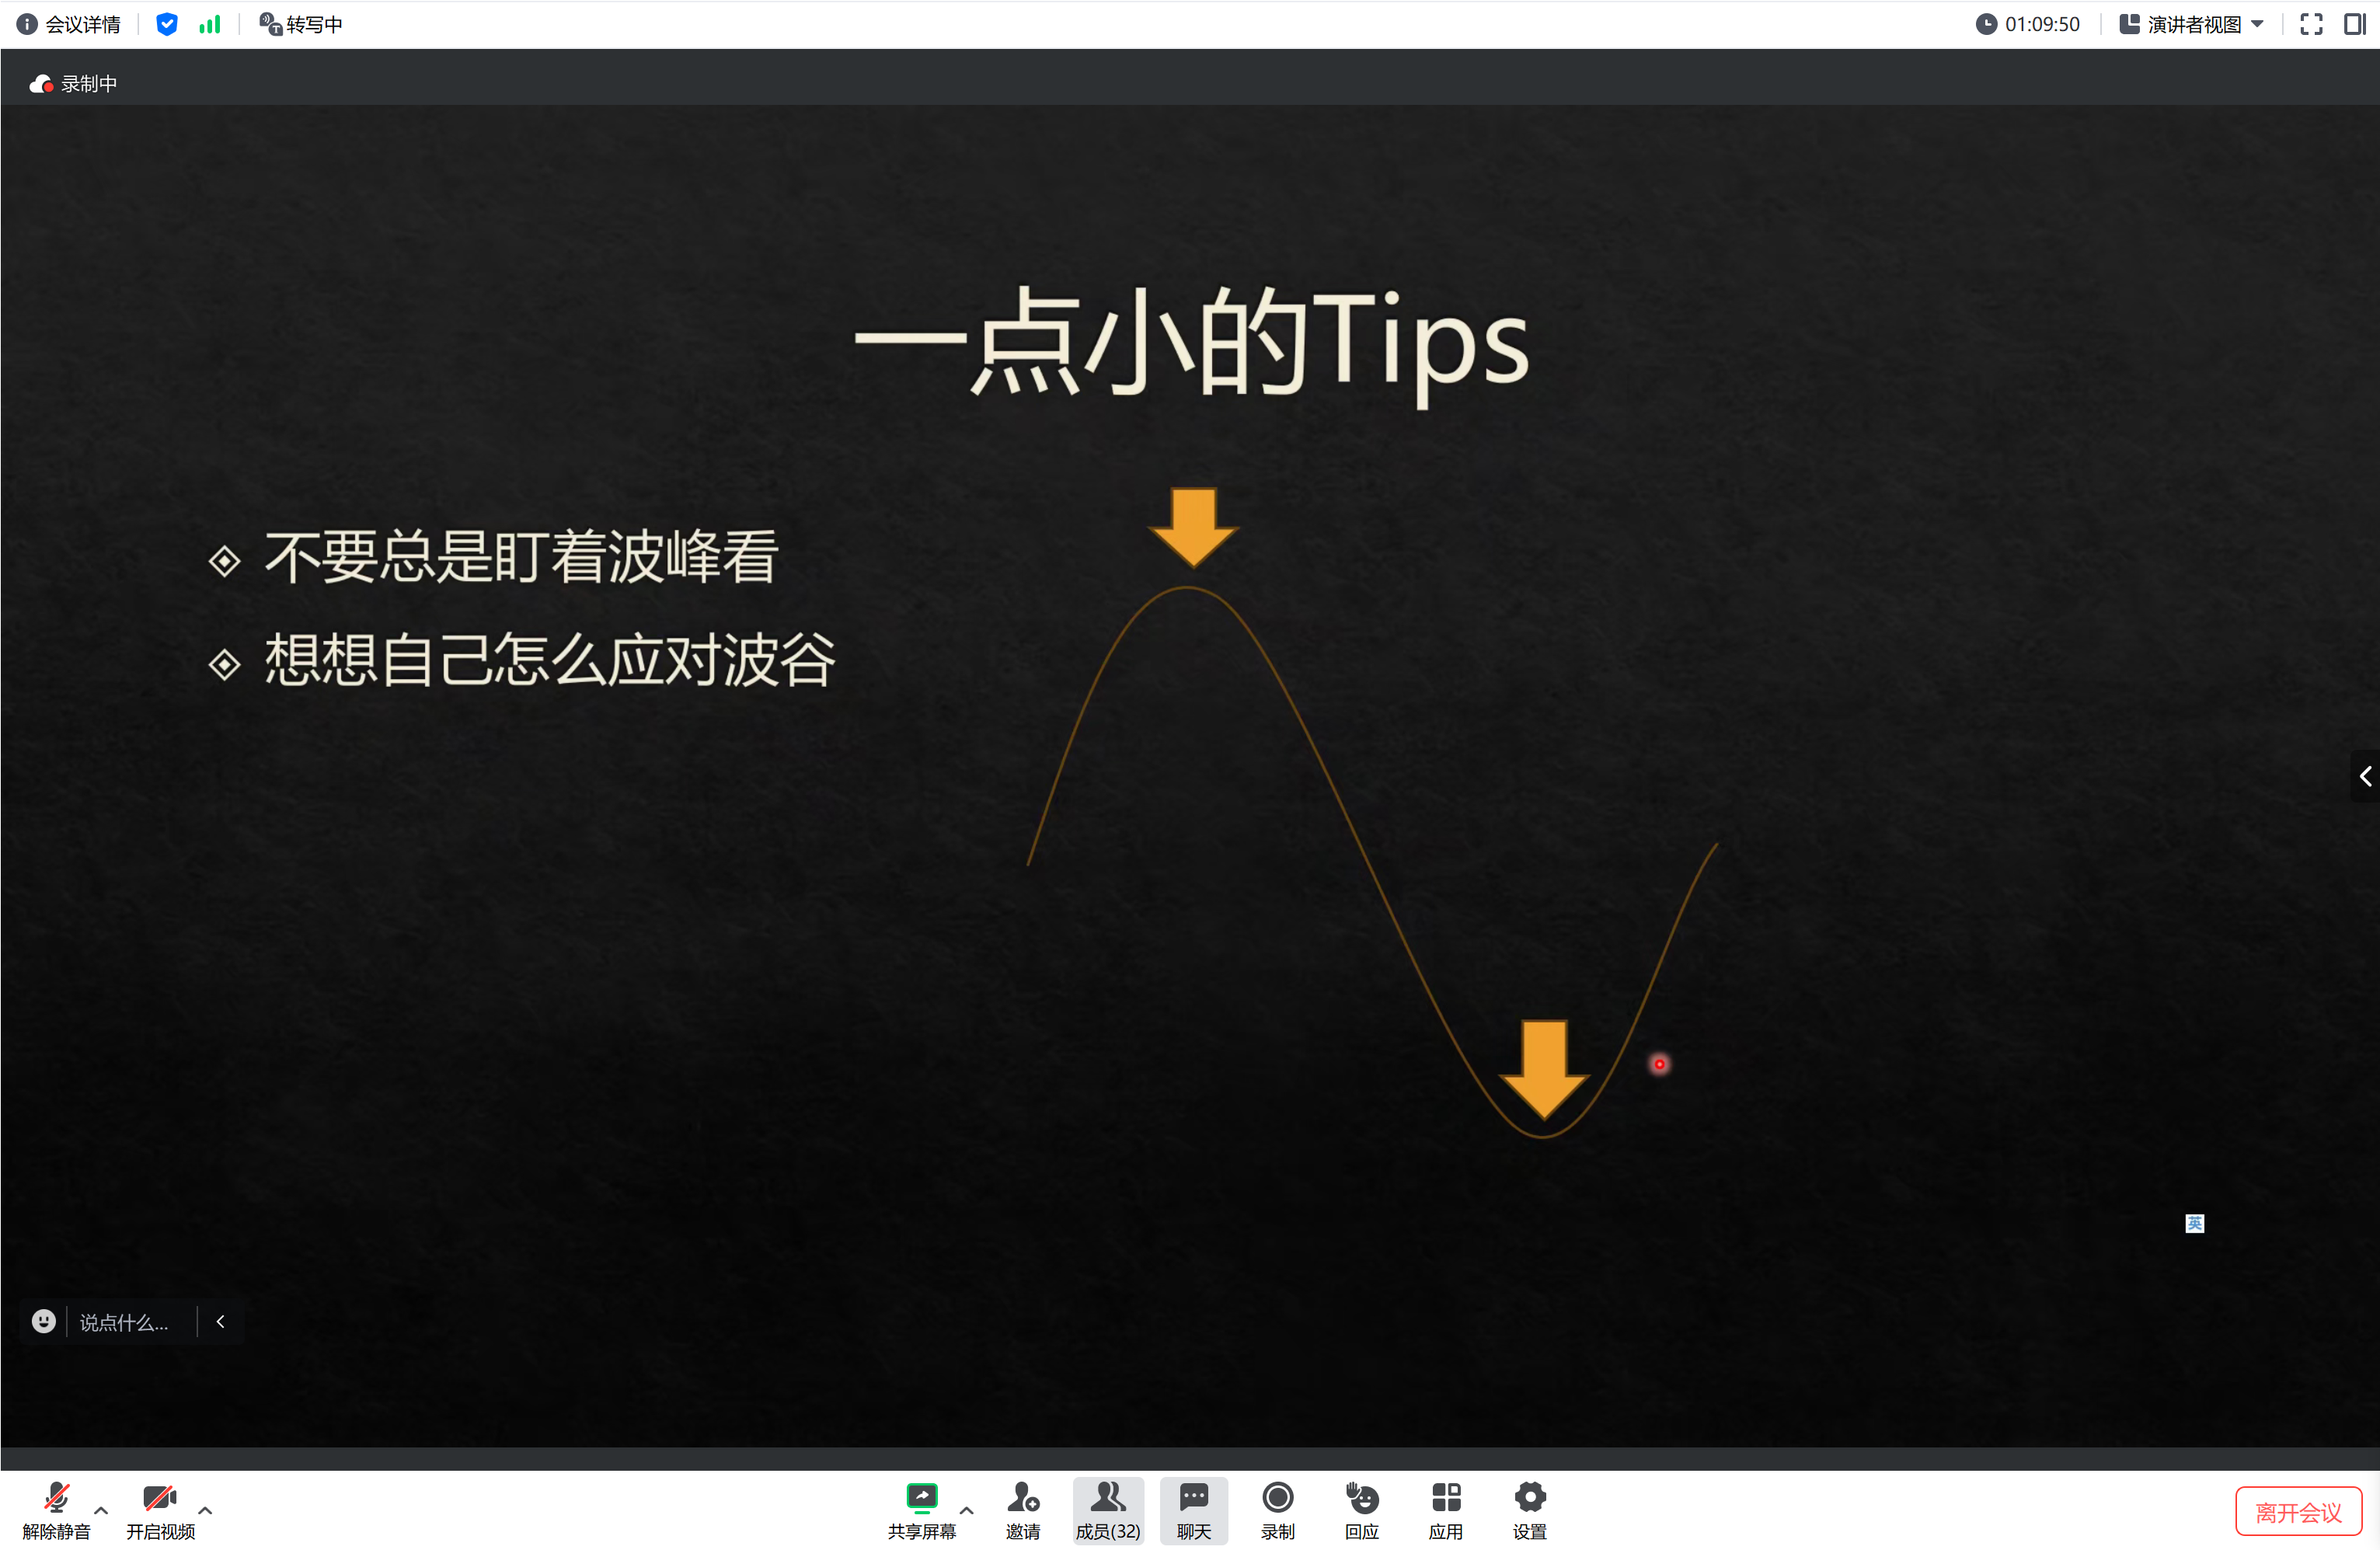 会议详情
转写中
01:09:50
演讲者视图
录制中
一点小的Tips
不要总是盯着波峰看
想想自己怎么应对波谷
英
说点什么...
解除静音
开启视频
共享屏幕
邀请
成员(32)
聊天
录制
回应
应用
设置
离开会议